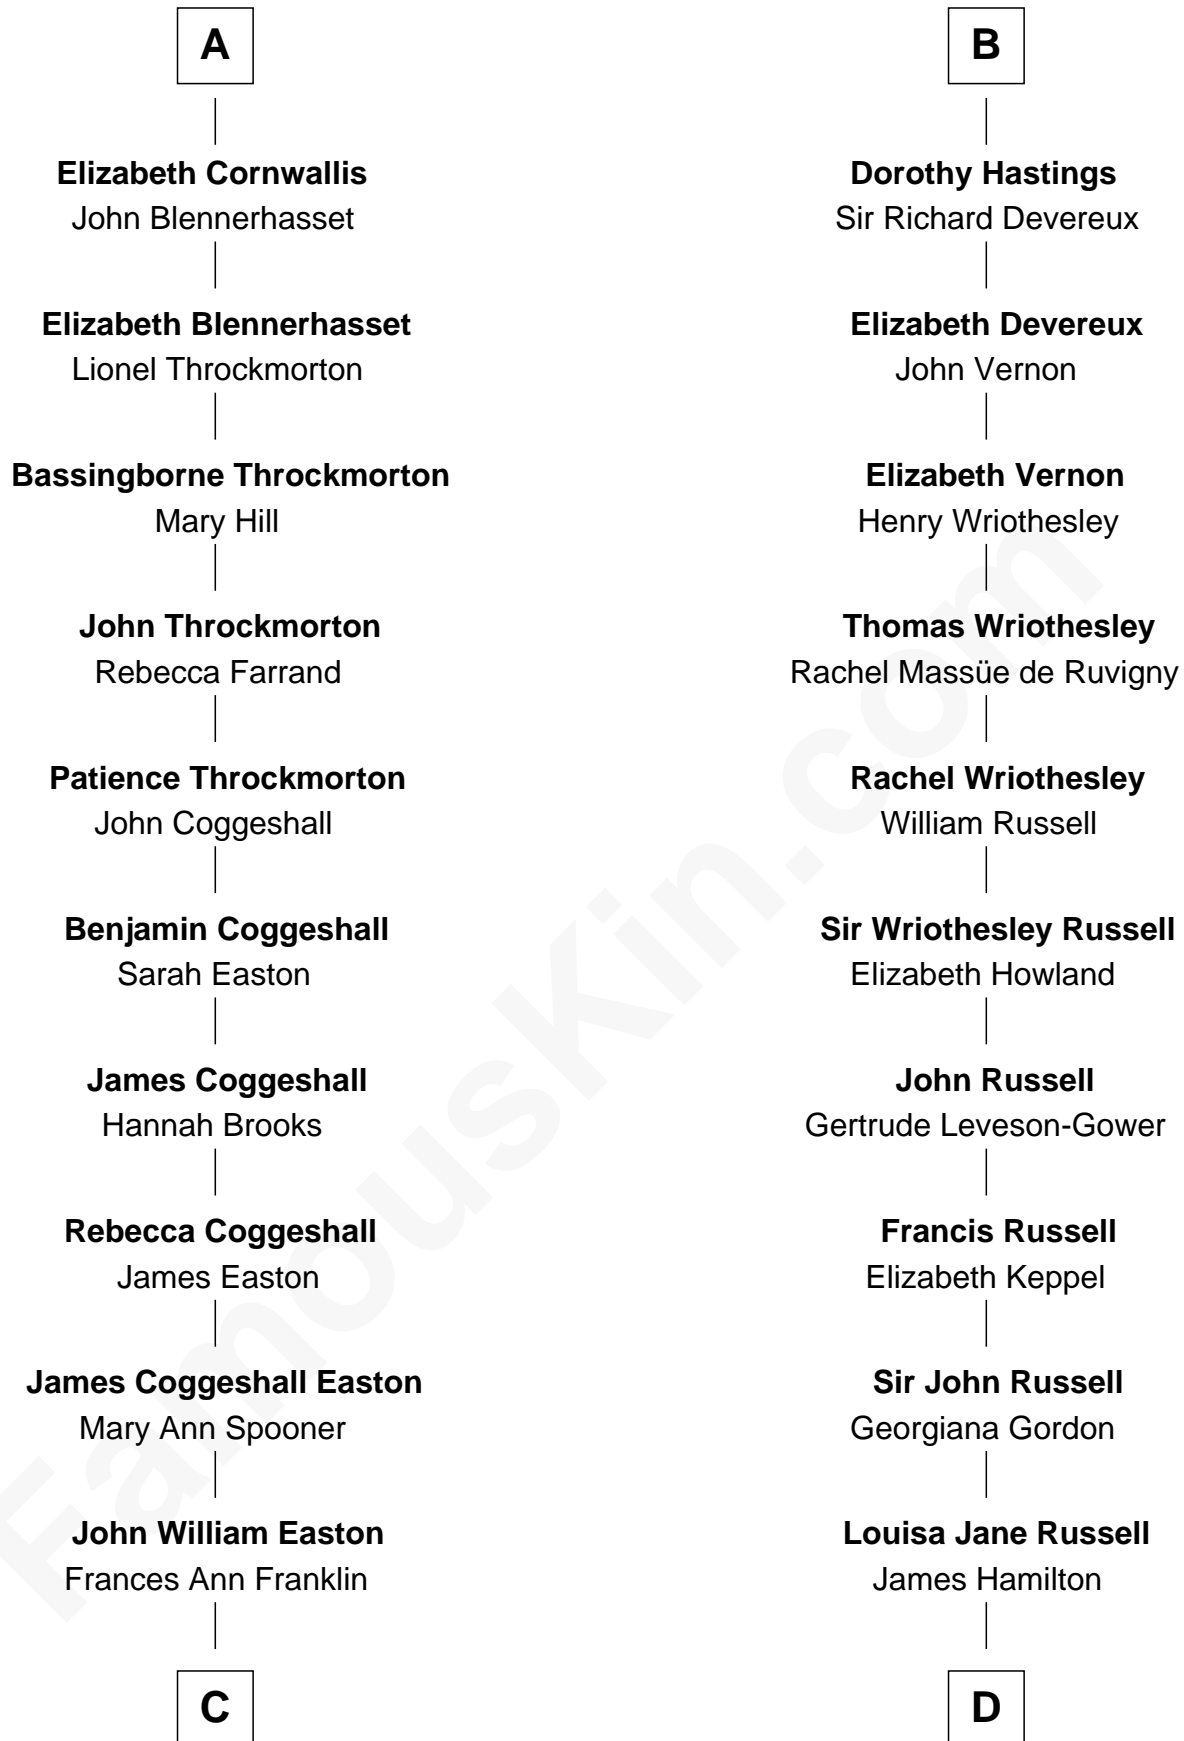 A
Elizabeth Cornwallis
John Blennerhasset
Elizabeth Blennerhasset
Lionel Throckmorton
Bassingborne Throckmorton
Mary Hill
John Throckmorton
Rebecca Farrand
Patience Throckmorton
John Coggeshall
Benjamin Coggeshall
Sarah Easton
James Coggeshall
Hannah Brooks
Rebecca Coggeshall
James Easton
James Coggeshall Easton
Mary Ann Spooner
John William Easton
Frances Ann Franklin
C
B
Dorothy Hastings
Sir Richard Devereux
Elizabeth Devereux
John Vernon
Elizabeth Vernon
Henry Wriothesley
Thomas Wriothesley
Rachel Massüe de Ruvigny
Rachel Wriothesley
William Russell
Sir Wriothesley Russell
Elizabeth Howland
John Russell
Gertrude Leveson-Gower
Francis Russell
Elizabeth Keppel
Sir John Russell
Georgiana Gordon
Louisa Jane Russell
James Hamilton
D
FamousKin.com